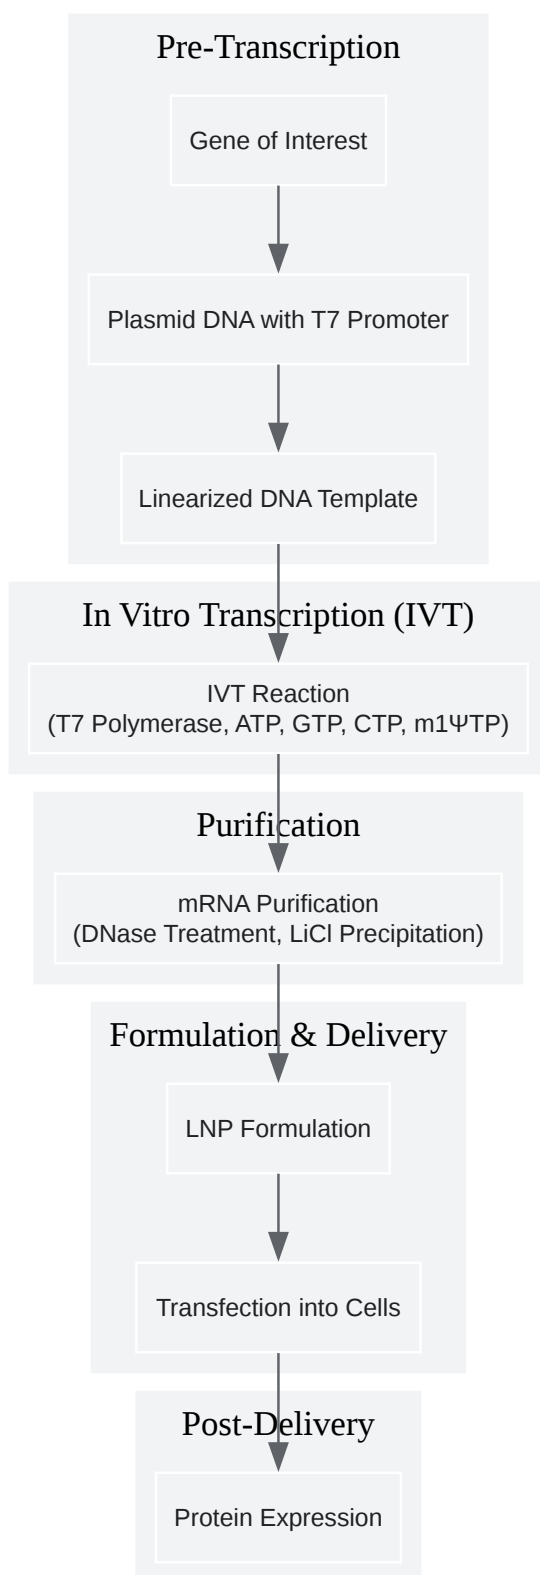 Pre-Transcription
Gene of Interest
Plasmid DNA with T7 Promoter
Linearized DNA Template
In Vitro Transcription (IVT)
IVT Reaction
(T7 Polymerase, ATP, GTP, CTP, m1ΨTP)
Purification
mRNA Purification
(DNase Treatment, LiCl Precipitation)
Formulation & Delivery
LNP Formulation
Transfection into Cells
Post-Delivery
Protein Expression